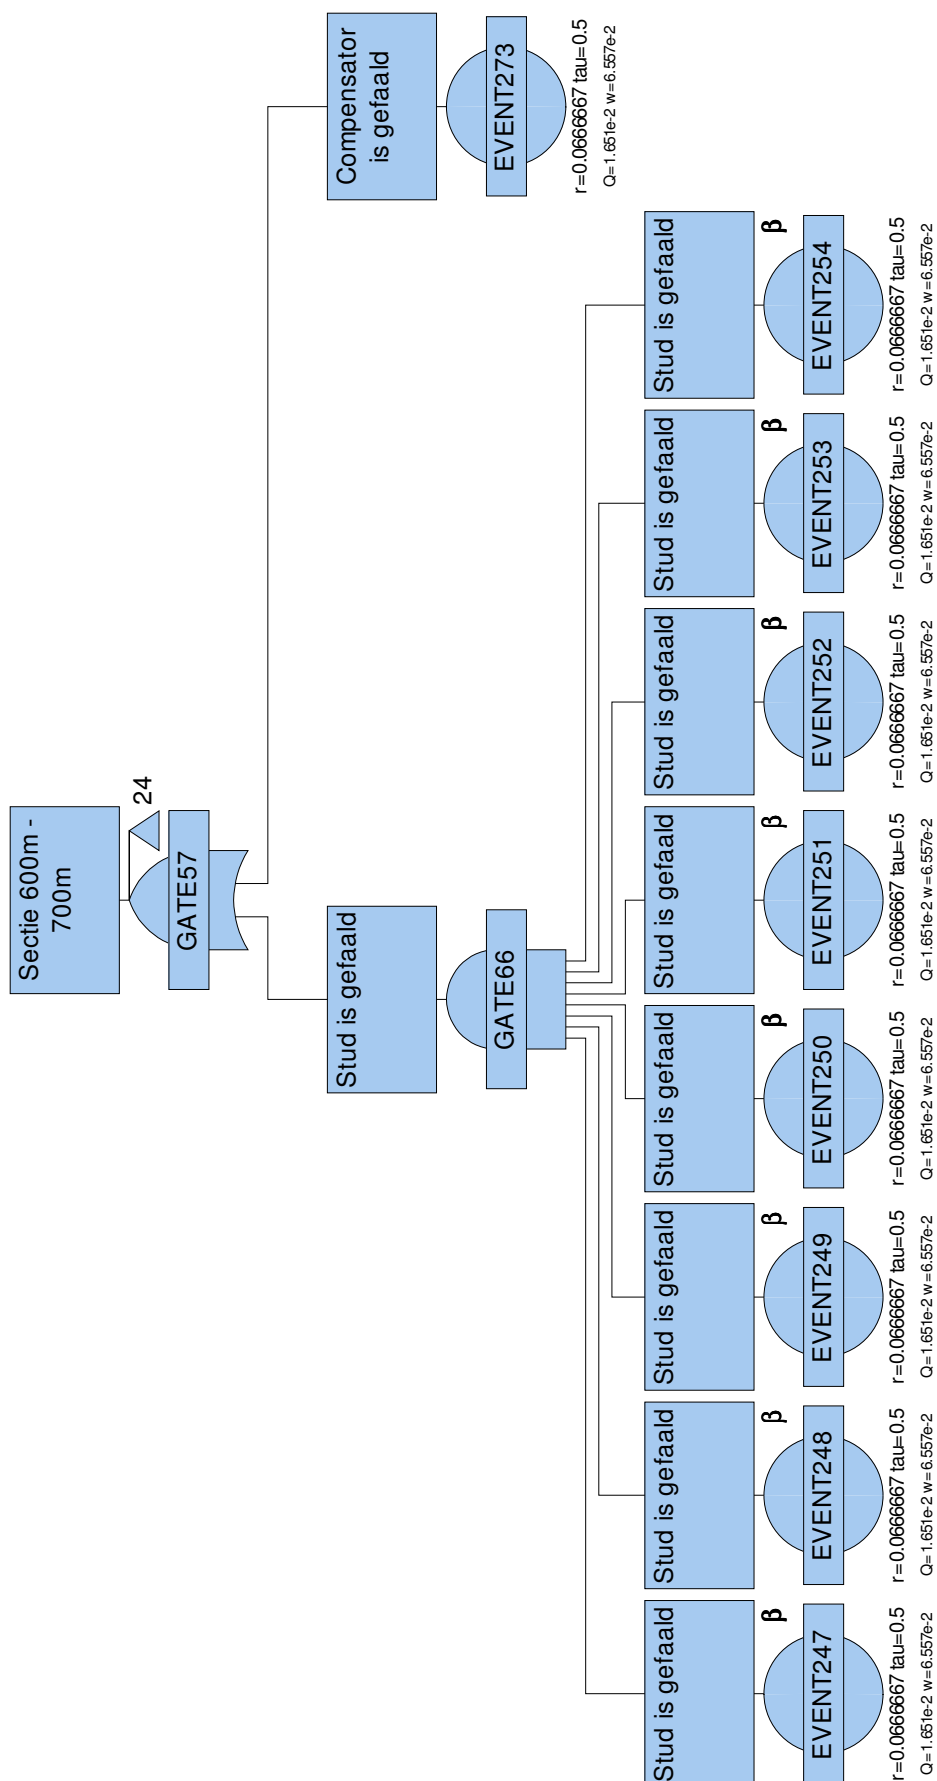 Sectie 600m -
700m
24
GATE57
Stud is gefaald
GATE66
Compensator
is gefaald
EVENT273
r=0.0666667 tau=0.5
Q=1.651e-2 w=6.557e-2
Stud is gefaald
β
EVENT247
r=0.0666667 tau=0.5
Q=1.651e-2 w=6.557e-2
Stud is gefaald
β
EVENT248
r=0.0666667 tau=0.5
Q=1.651e-2 w=6.557e-2
Stud is gefaald
β
EVENT249
r=0.0666667 tau=0.5
Q=1.651e-2 w=6.557e-2
Stud is gefaald
β
EVENT250
r=0.0666667 tau=0.5
Q=1.651e-2 w=6.557e-2
Stud is gefaald
β
EVENT251
r=0.0666667 tau=0.5
Q=1.651e-2 w=6.557e-2
Stud is gefaald
β
EVENT252
r=0.0666667 tau=0.5
Q=1.651e-2 w=6.557e-2
Stud is gefaald
β
EVENT253
r=0.0666667 tau=0.5
Q=1.651e-2 w=6.557e-2
Stud is gefaald
β
EVENT254
r=0.0666667 tau=0.5
Q=1.651e-2 w=6.557e-2